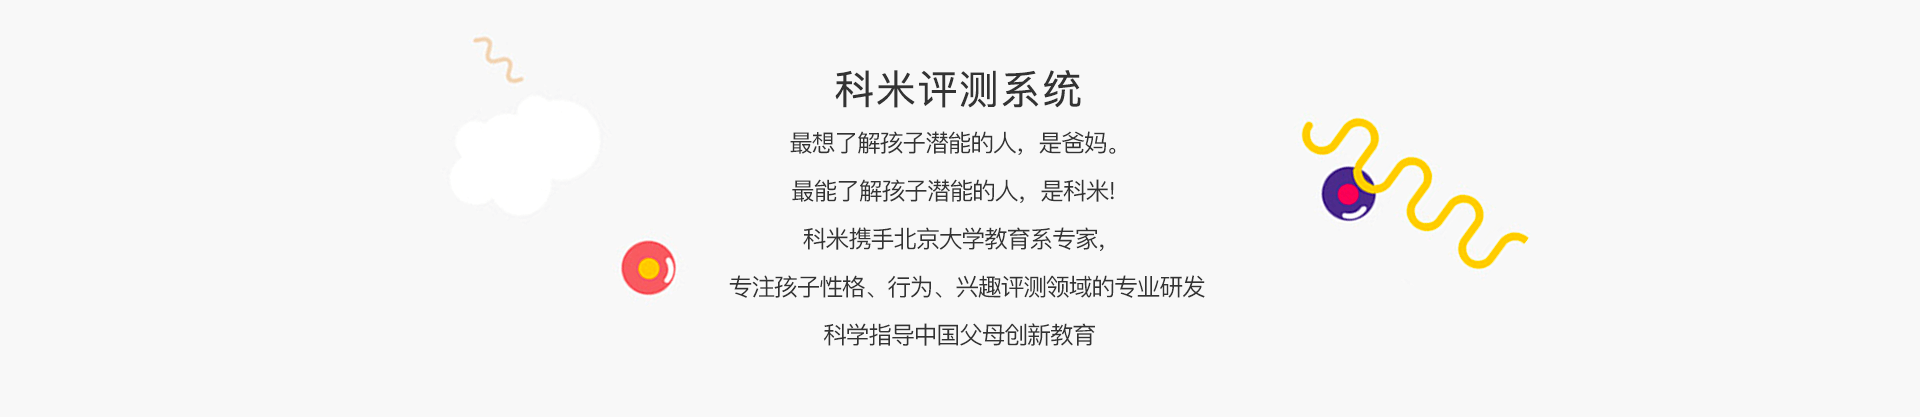 科米评测系统
最想了解孩子潜能的人，是爸妈。
最能了解孩子潜能的人，是科米!
科米携手北京大学教育系专家，
专注孩子性格、行为、兴趣评测领域的专业研发
科学指导中国父母创新教育